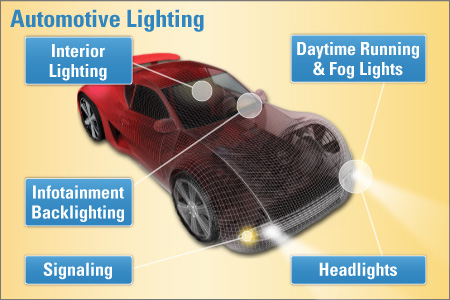 Automotive Lighting
Interior
Lighting
Daytime Running
& Fog Lights
Infotainment
Backlighting
Signaling
Headlights